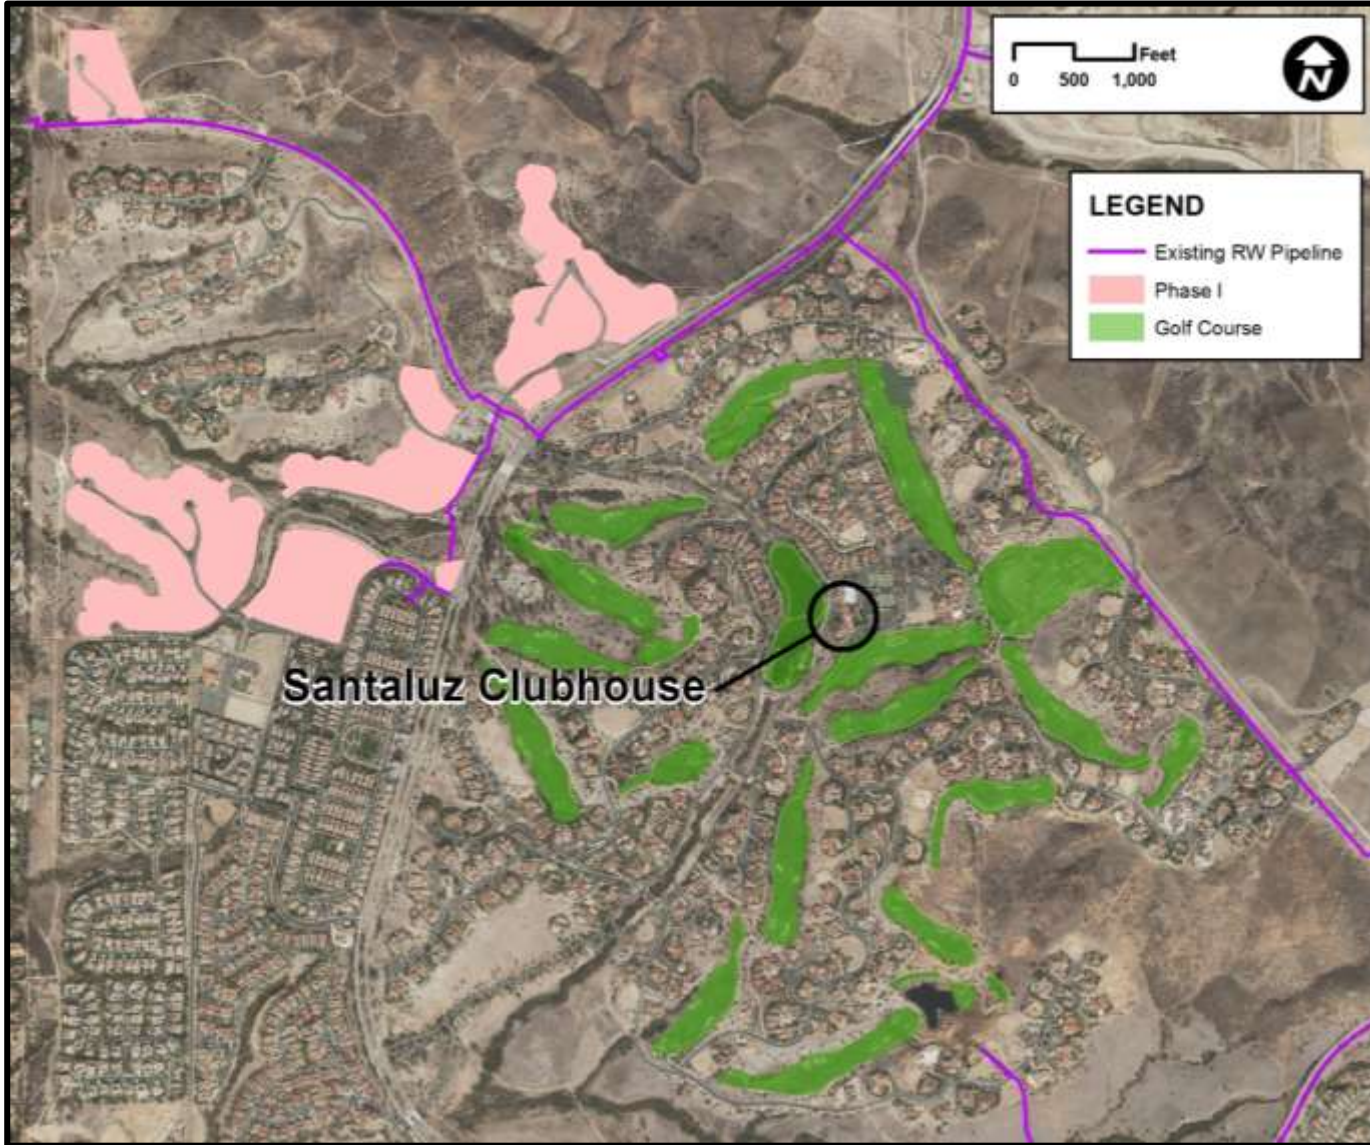 Feet
0 500 1,000
N
LEGEND
Existing RW Pipeline
Phase I
Golf Course
Santaluz Clubhouse